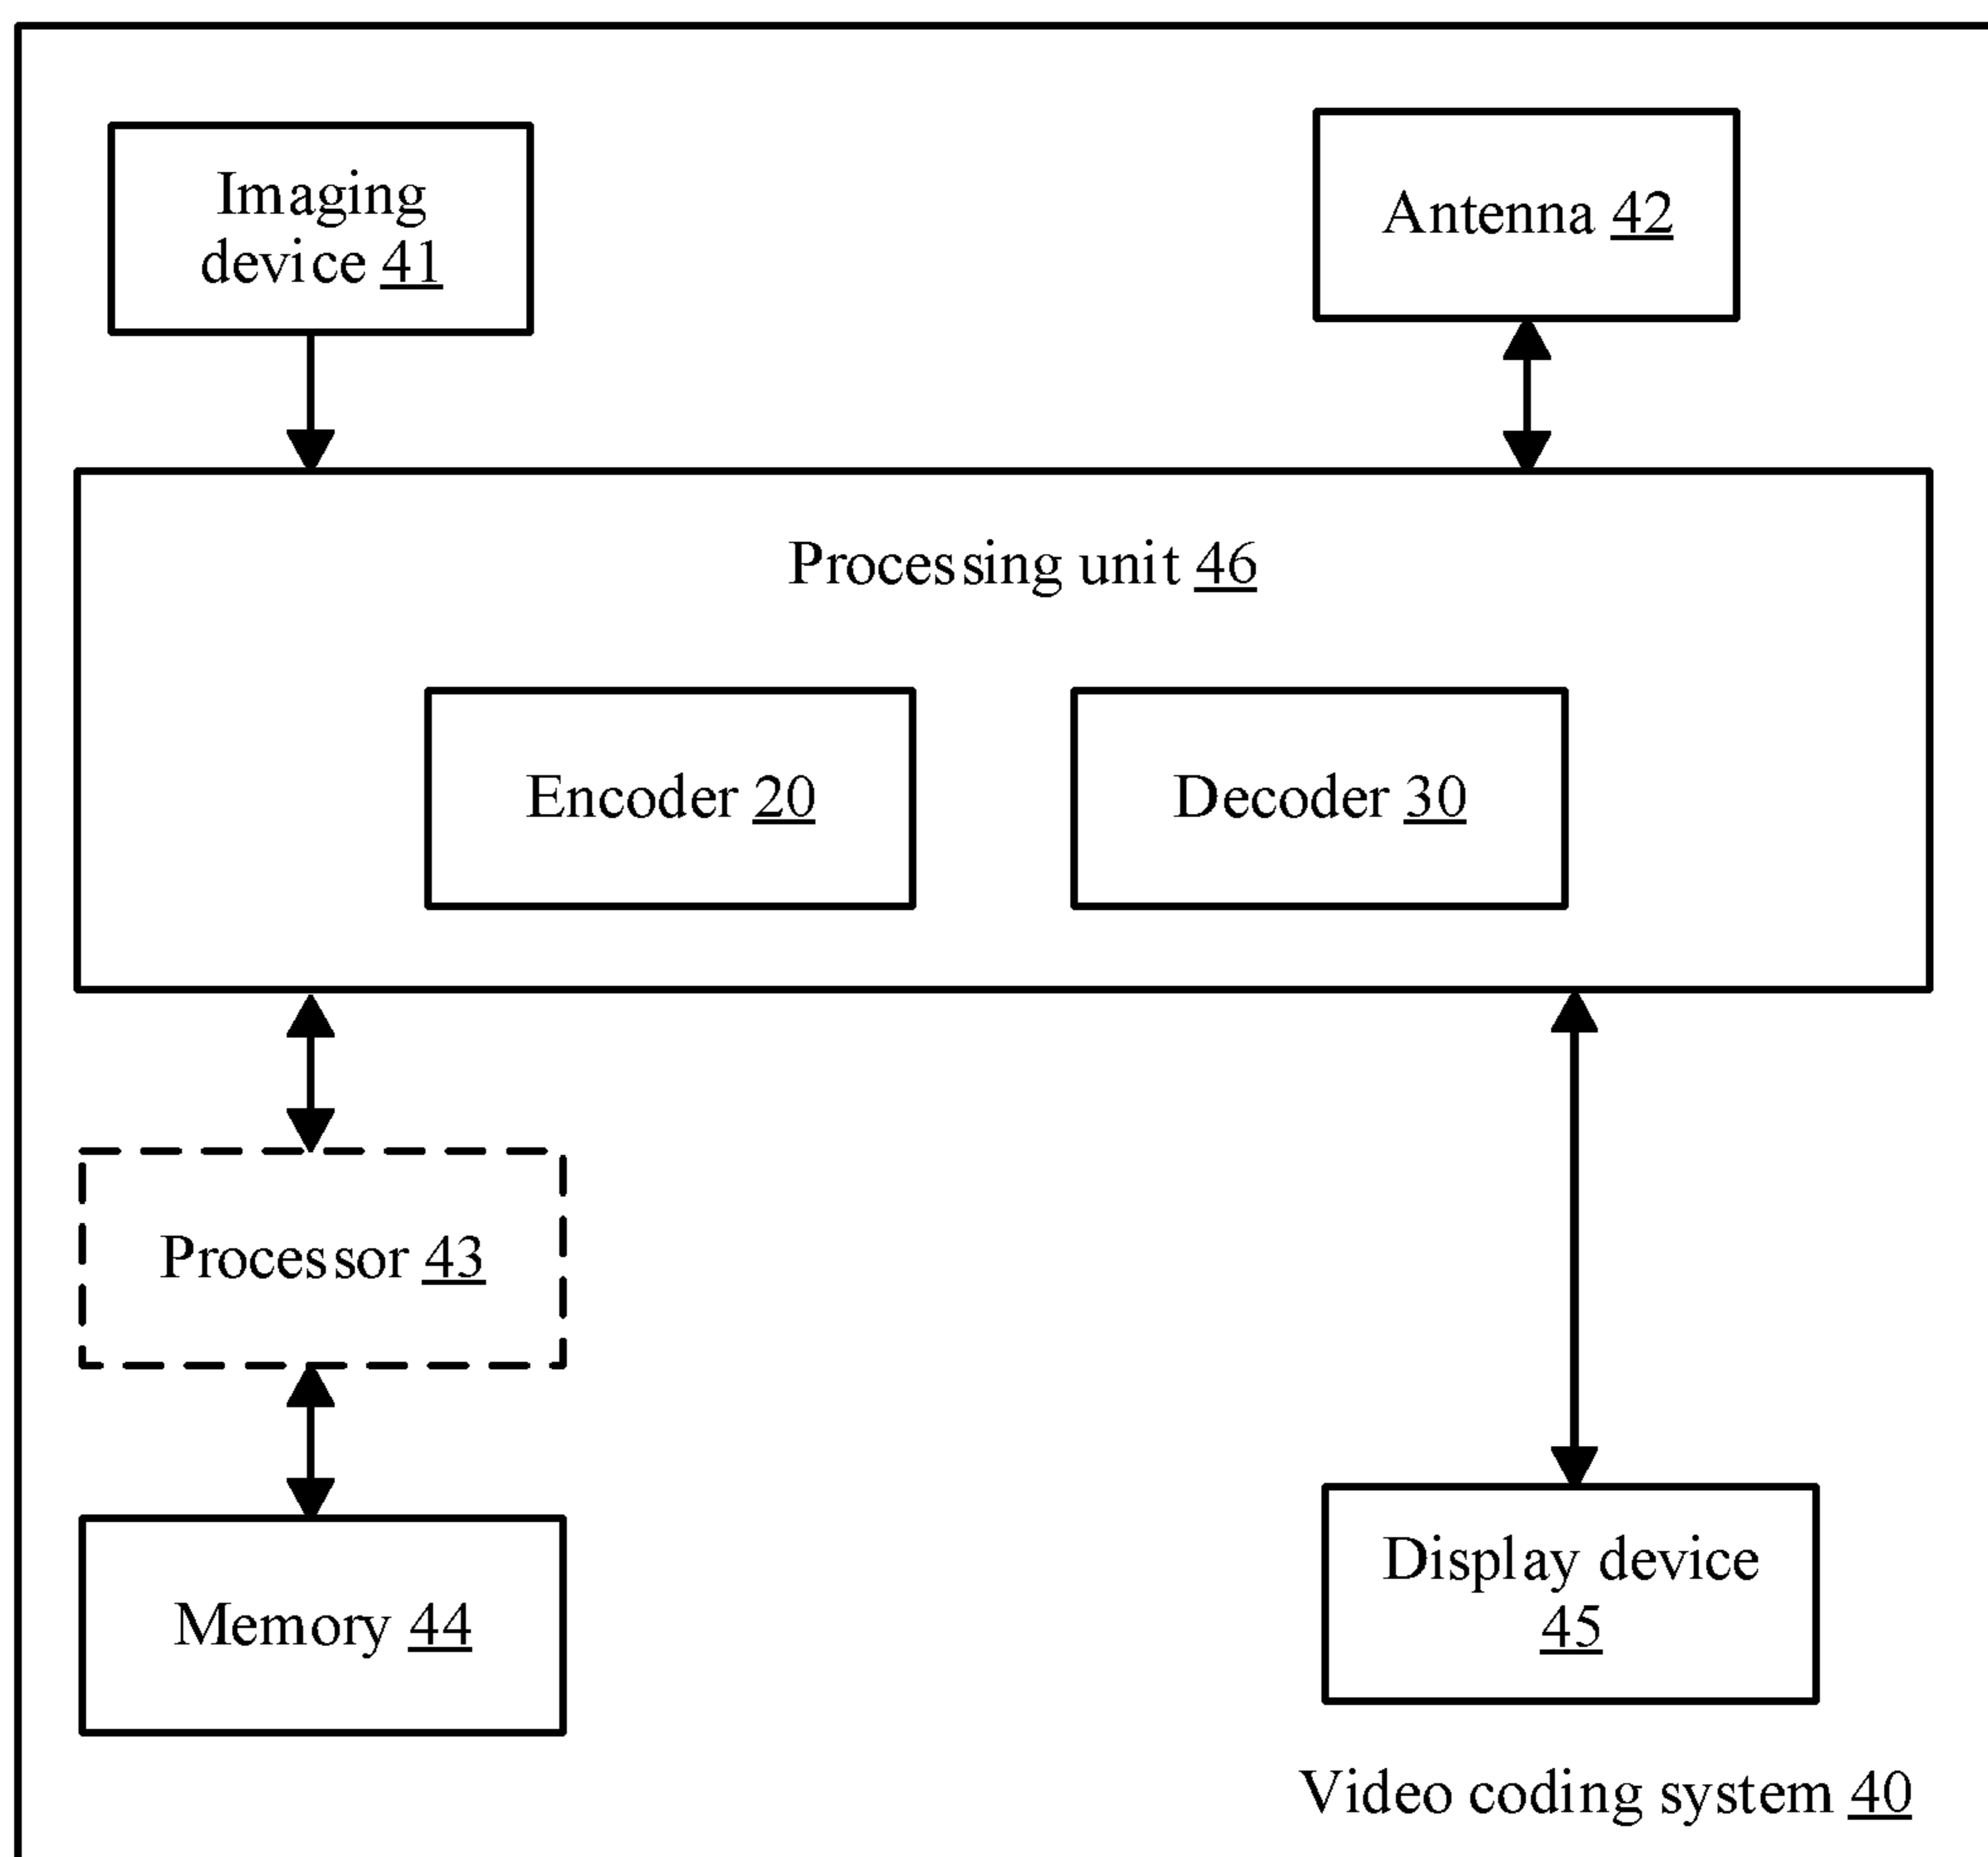 Imaging
device 41
Antenna 42
Processing unit 46
Encoder 20
Decoder 30
Processor 43
Memory 44
Display device
45
Video coding system 40